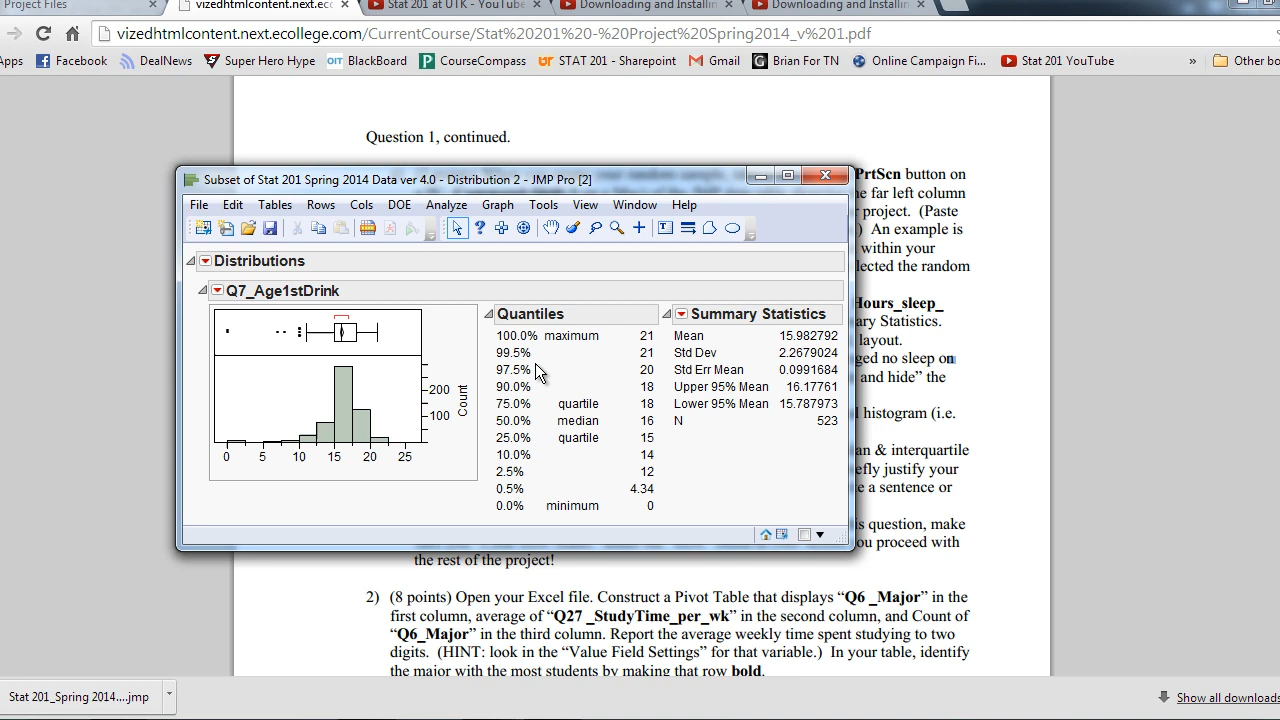 Project Files
vizedhtmlcontent.next.ec
Stat 201 at UTK - YouTube
Downloading and Installin
Downloading and Installin
vizedhtmlcontent.next.ecollege.com/CurrentCourse/Stat%20201%20-%20Project%20Spring2014_v%201.pdf
Apps Facebook DealNews Super Hero Hype OIT BlackBoard CourseCompass UT STAT 201 - Sharepoint Gmail Brian For TN Online Campaign Fi... Stat 201 YouTube » Other bo
Question 1, continued.
PrtScn button on
he far left column
r project. (Paste
) An example is
within your
lected the random
Hours_sleep_
ary Statistics.
layout.
ged no sleep on
and hide” the
l histogram (i.e.
an & interquartile
efly justify your
e a sentence or
is question, make
ou proceed with
the rest of the project!
Subset of Stat 201 Spring 2014 Data ver 4.0 - Distribution 2 - JMP Pro [2]
File Edit Tables Rows Cols DOE Analyze Graph Tools View Window Help
Distributions
Q7_Age1stDrink
200
100
Count
0 5 10 15 20 25
Quantiles
100.0% maximum 21
99.5% 21
97.5% 20
90.0% 18
75.0% quartile 18
50.0% median 16
25.0% quartile 15
10.0% 14
2.5% 12
0.5% 4.34
0.0% minimum 0
Summary Statistics
Mean 15.982792
Std Dev 2.2679024
Std Err Mean 0.0991684
Upper 95% Mean 16.17761
Lower 95% Mean 15.787973
N 523
2) (8 points) Open your Excel file. Construct a Pivot Table that displays “Q6 _Major” in the
first column, average of “Q27 _StudyTime_per_wk” in the second column, and Count of
“Q6_Major” in the third column. Report the average weekly time spent studying to two
digits. (HINT: look in the “Value Field Settings” for that variable.) In your table, identify
the major with the most students by making that row bold.
Stat 201_Spring 2014....jmp
Show all downloads